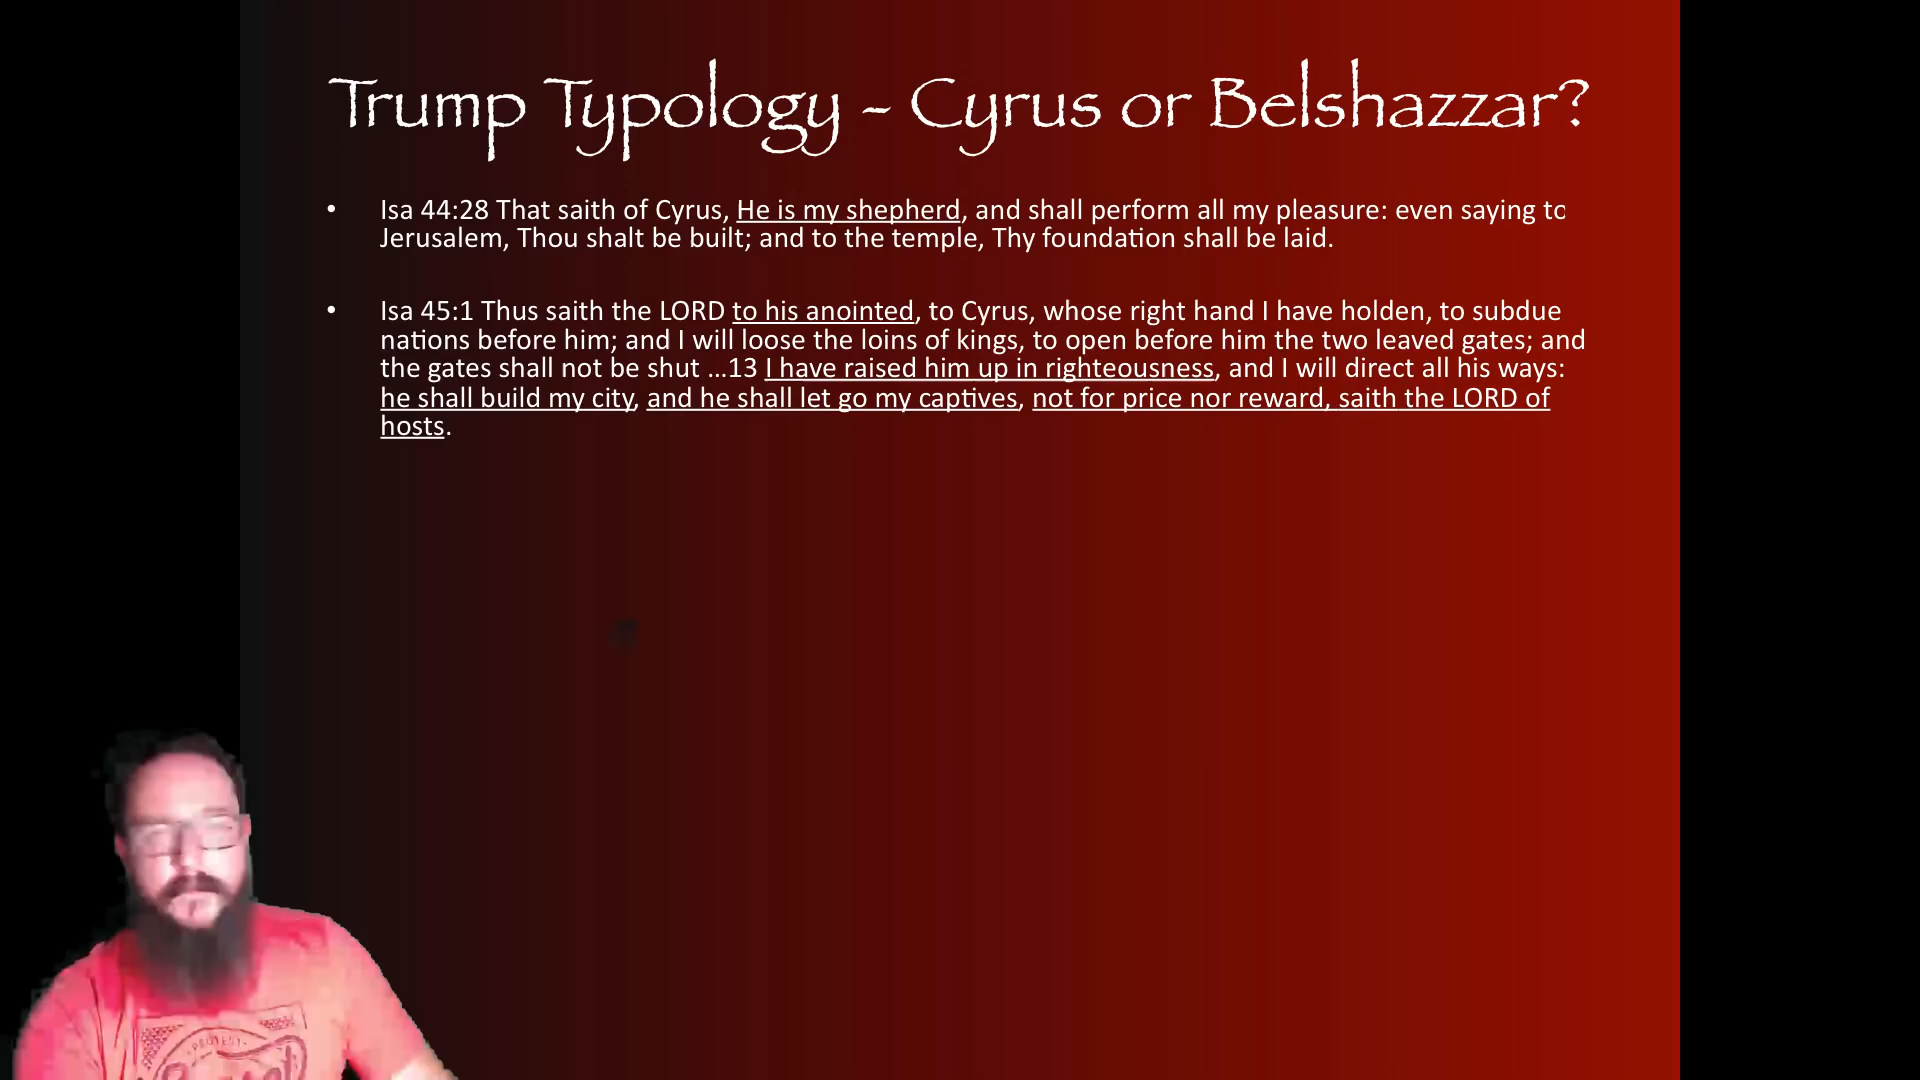 Trump Typology - Cyrus or Belshazzar?
• Isa 44:28 That saith of Cyrus, He is my shepherd, and shall perform all my pleasure: even saying to
Jerusalem, Thou shalt be built; and to the temple, Thy foundation shall be laid.
• Isa 45:1 Thus saith the LORD to his anointed, to Cyrus, whose right hand I have holden, to subdue
nations before him; and I will loose the loins of kings, to open before him the two leaved gates; and
the gates shall not be shut ...13 I have raised him up in righteousness, and I will direct all his ways:
he shall build my city, and he shall let go my captives, not for price nor reward, saith the LORD of
hosts.